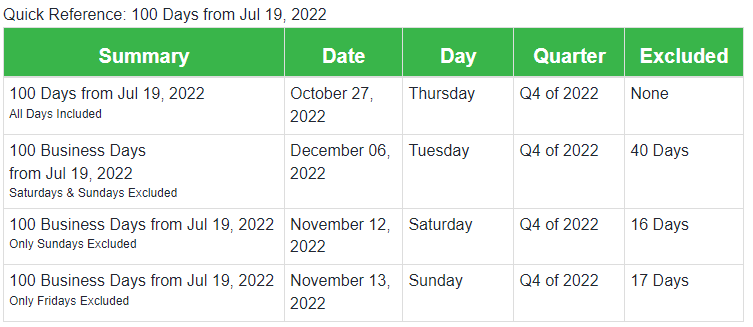 Quick Reference: 100 Days from Jul 19, 2022
Summary Date Day Quarter Excluded
100 Days from Jul 19, 2022
All Days Included
October 27,
2022
Thursday
Q4 of 2022
None
100 Business Days
from Jul 19, 2022
Saturdays & Sundays Excluded
December 06,
2022
Tuesday
Q4 of 2022
40 Days
100 Business Days from Jul 19, 2022
Only Sundays Excluded
November 12,
2022
Saturday
Q4 of 2022
16 Days
100 Business Days from Jul 19, 2022
Only Fridays Excluded
November 13,
2022
Sunday
Q4 of 2022
17 Days